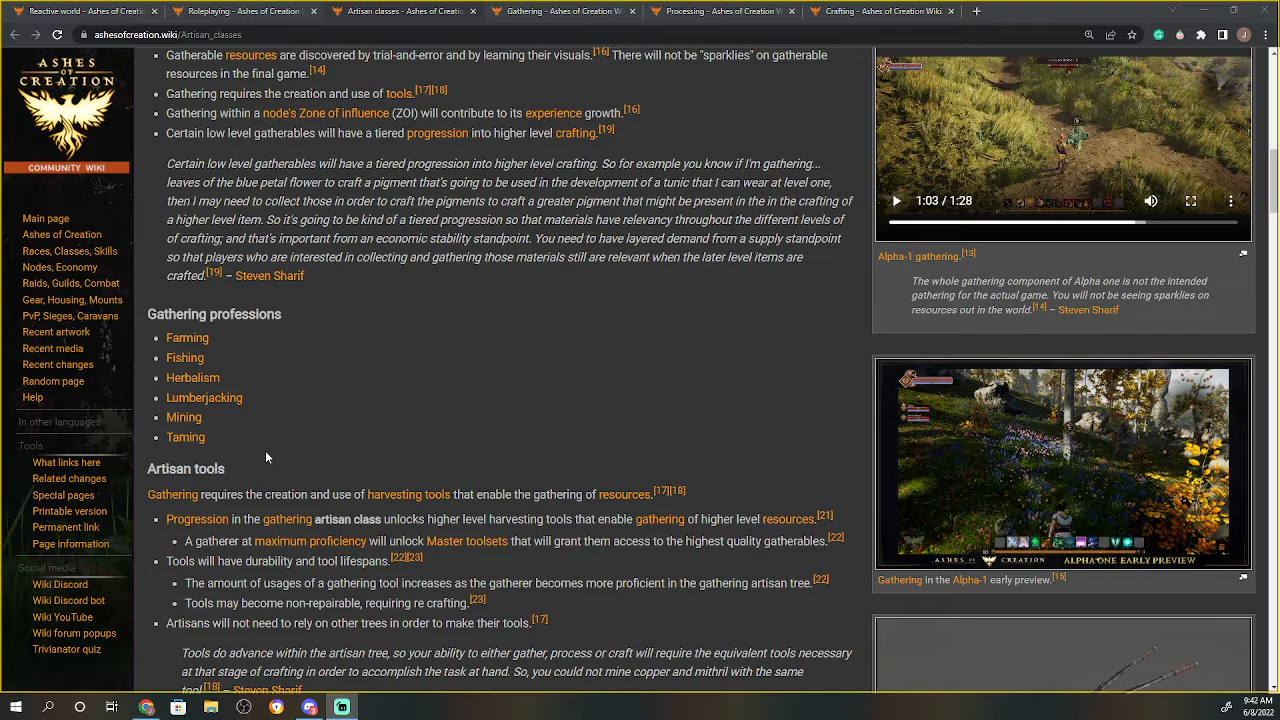 Reactive world – Ashes of Creati
Roleplaying - Ashes of Creation
Artisan classes - Ashes of Creati
Gathering - Ashes of Creation Wi
Processing - Ashes of Creation W
Crafting - Ashes of Creation Wiki
ashesofcreation.wiki/Artisan_classes
ASHES
OF
CREATION
COMMUNITY WIKI
Main page
Ashes of Creation
Races, Classes, Skills
Nodes, Economy
Raids, Guilds, Combat
Gear, Housing, Mounts
PvP, Sieges, Caravans
Recent artwork
Recent media
Recent changes
Random page
Help
In other languages
Tools
What links here
Related changes
Special pages
Printable version
Permanent link
Page information
Social media
Wiki Discord
Wiki Discord bot
Wiki YouTube
Wiki forum popups
Trivianator quiz
Gatherable resources are discovered by trial-and-error and by learning their visuals.[16] There will not be "sparklies" on gatherable
resources in the final game.[14]
Gathering requires the creation and use of tools.[17][18]
Gathering within a node's Zone of influence (ZOI) will contribute to its experience growth.[16]
Certain low level gatherables will have a tiered progression into higher level crafting.[19]
Certain low level gatherables will have a tiered progression into higher level crafting. So for example you know if I'm gathering...
leaves of the blue petal flower to craft a pigment that's going to be used in the development of a tunic that I can wear at level one,
then I may need to collect those in order to craft the pigments to craft a greater pigment that might be present in the in the crafting of
a higher level item. So it's going to be kind of a tiered progression so that materials have relevancy throughout the different levels of
of crafting; and that's important from an economic stability standpoint. You need to have layered demand from a supply standpoint
so that players who are interested in collecting and gathering those materials still are relevant when the later level items are
crafted.[19] – Steven Sharif
Gathering professions
Farming
Fishing
Herbalism
Lumberjacking
Mining
Taming
Artisan tools
Gathering requires the creation and use of harvesting tools that enable the gathering of resources.[17][18]
Progression in the gathering artisan class unlocks higher level harvesting tools that enable gathering of higher level resources.[21]
A gatherer at maximum proficiency will unlock Master toolsets that will grant them access to the highest quality gatherables.[22]
Tools will have durability and tool lifespans.[22][23]
The amount of usages of a gathering tool increases as the gatherer becomes more proficient in the gathering artisan tree.[22]
Tools may become non-repairable, requiring re crafting.[23]
Artisans will not need to rely on other trees in order to make their tools.[17]
Tools do advance within the artisan tree, so your ability to either gather, process or craft will require the equivalent tools necessary
at that stage of crafting in order to accomplish the task at hand. So, you could not mine copper and mithril with the same
tool.[18] – Steven Sharif
1:03 / 1:28
Alpha-1 gathering.[13]
The whole gathering component of Alpha one is not the intended
gathering for the actual game. You will not be seeing sparklies on
resources out in the world.[14] – Steven Sharif
ASHES OF CREATION
ALPHA ONE EARLY PREVIEW
Gathering in the Alpha-1 early preview.[15]
9:42 AM
6/8/2022